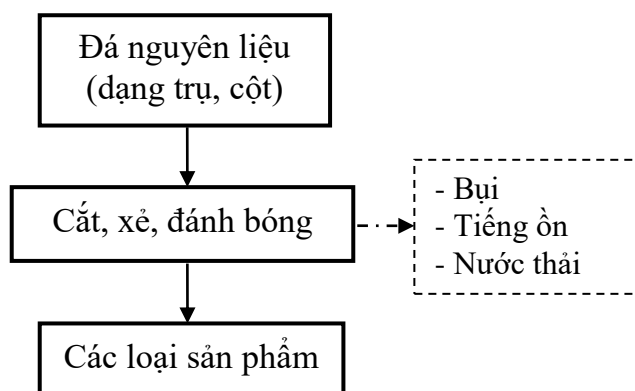 Đá nguyên liệu
(dạng trụ, cột)
Cắt, xẻ, đánh bóng
- Bụi
- Tiếng ồn
- Nước thải
Các loại sản phẩm